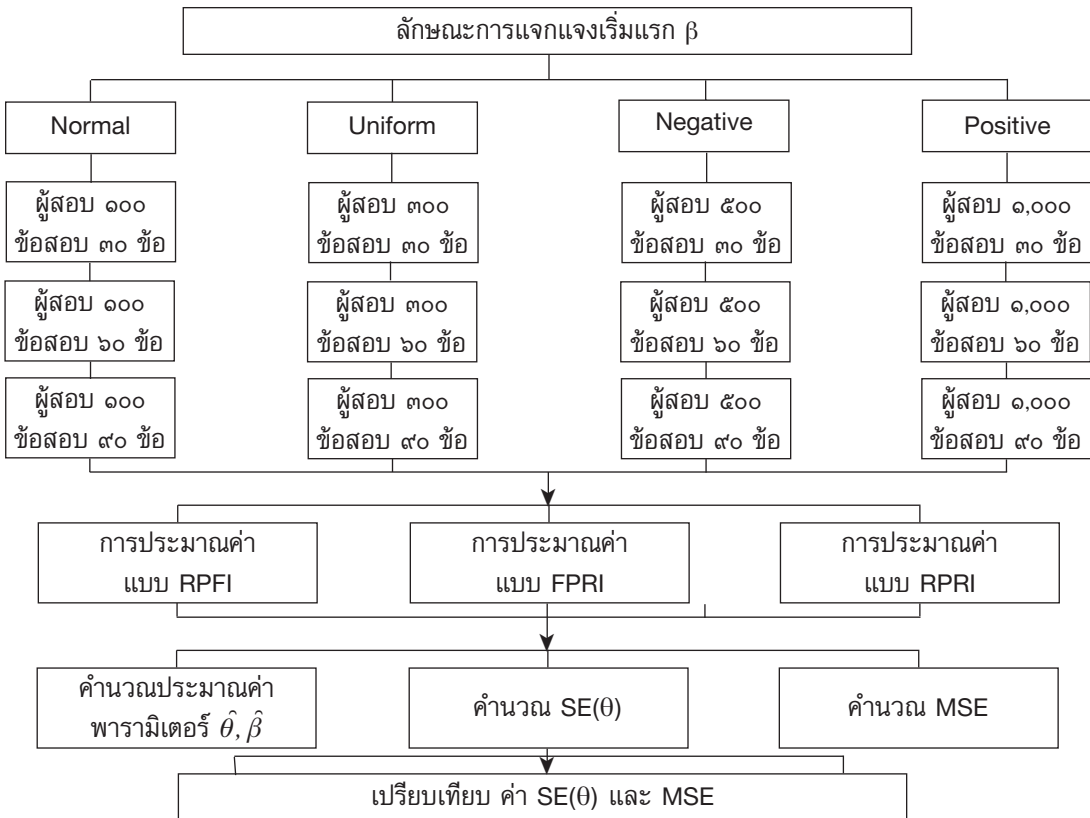 ลักษณะการแจกแจงเริ่มแรก β
Normal
Uniform
Negative
Positive
ผู้สอบ ๑๐๐
ข้อสอบ ๓๐ ข้อ
ผู้สอบ ๓๐๐
ข้อสอบ ๓๐ ข้อ
ผู้สอบ ๕๐๐
ข้อสอบ ๓๐ ข้อ
ผู้สอบ ๑,๐๐๐
ข้อสอบ ๓๐ ข้อ
ผู้สอบ ๑๐๐
ข้อสอบ ๖๐ ข้อ
ผู้สอบ ๓๐๐
ข้อสอบ ๖๐ ข้อ
ผู้สอบ ๕๐๐
ข้อสอบ ๖๐ ข้อ
ผู้สอบ ๑,๐๐๐
ข้อสอบ ๖๐ ข้อ
ผู้สอบ ๑๐๐
ข้อสอบ ๙๐ ข้อ
ผู้สอบ ๓๐๐
ข้อสอบ ๙๐ ข้อ
ผู้สอบ ๕๐๐
ข้อสอบ ๙๐ ข้อ
ผู้สอบ ๑,๐๐๐
ข้อสอบ ๙๐ ข้อ
การประมาณค่า
แบบ RPFI
การประมาณค่า
แบบ FPRI
การประมาณค่า
แบบ RPRI
คำนวณประมาณค่า
พารามิเตอร์ θ̂, β̂
คำนวณ SE(θ)
คำนวณ MSE
เปรียบเทียบ ค่า SE(θ) และ MSE